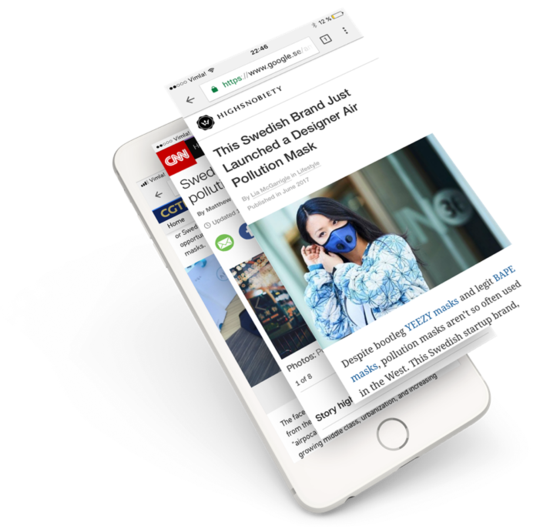 Vimla!
22:46
12 %
https://www.google.se/
1
HIGHSNOBIETY
This Swedish Brand Just
Launched a Designer Air
Pollution Mask
By Lia McGarrigle in Lifestyle
Published in June 2017
36
Despite bootleg YEEZY masks and legit BAPE
masks, pollution masks aren't so often used
in the West. This Swedish startup brand,
Vimla!
CNN
Swed
polluti
By Matthew
Updated
Photos:
1 of 8
Story high
Vimla!
CGT
Home
or Swed
opportu
masks.
The face
from the
"airpoca
growing middle class, urbanization, and increasing